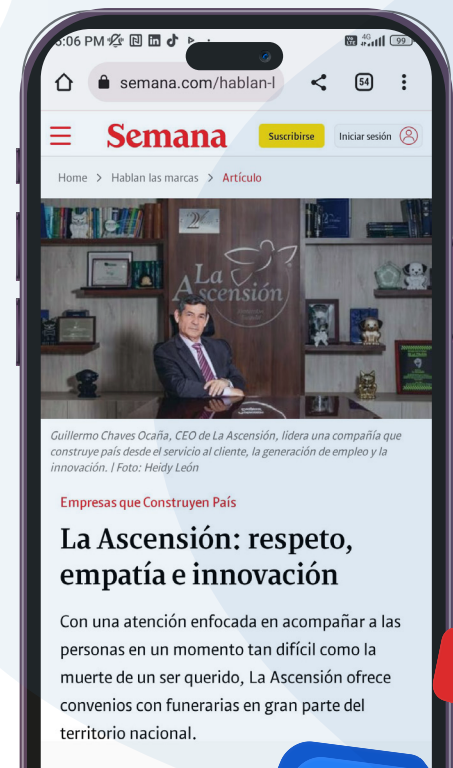 6:06 PM
4G 99
semana.com/hablan-l
54
Semana
Suscribirse
Iniciar sesión
Home > Hablan las marcas > Artículo
La
Ascensión
Guillermo Chaves Ocaña, CEO de La Ascensión, lidera una compañía que
construye país desde el servicio al cliente, la generación de empleo y la
innovación. | Foto: Heidy León
Empresas que Construyen País
La Ascensión: respeto,
empatía e innovación
Con una atención enfocada en acompañar a las
personas en un momento tan difícil como la
muerte de un ser querido, La Ascensión ofrece
convenios con funerarias en gran parte del
territorio nacional.